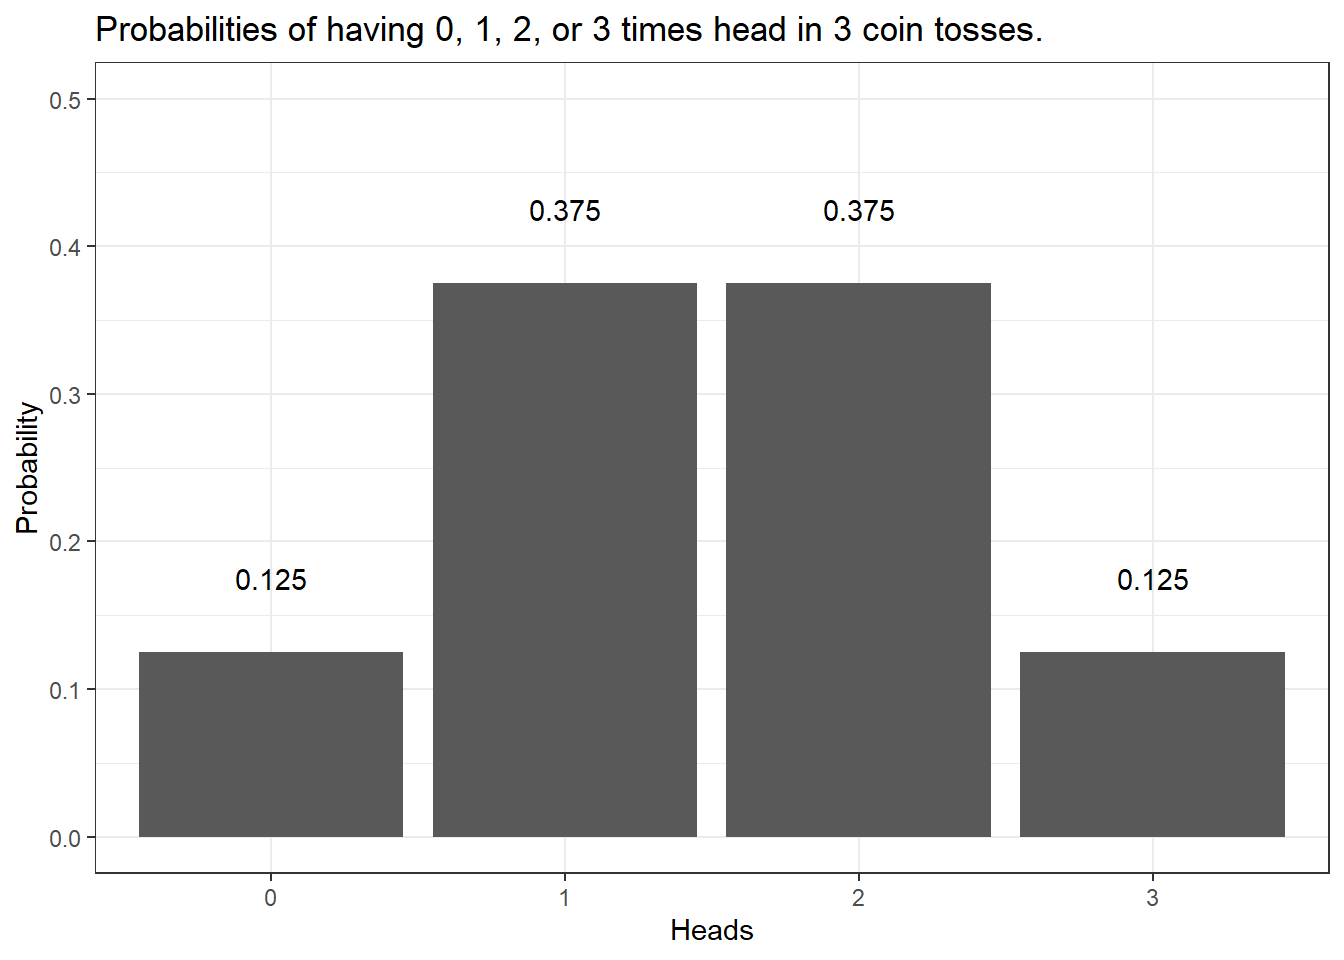 Probabilities of having 0, 1, 2, or 3 times head in 3 coin tosses.
0.5
0.375 0.375
0.4
0.3
Probability
0.2
0.125 0.125
0.1
0.0
0 1 2 3
Heads